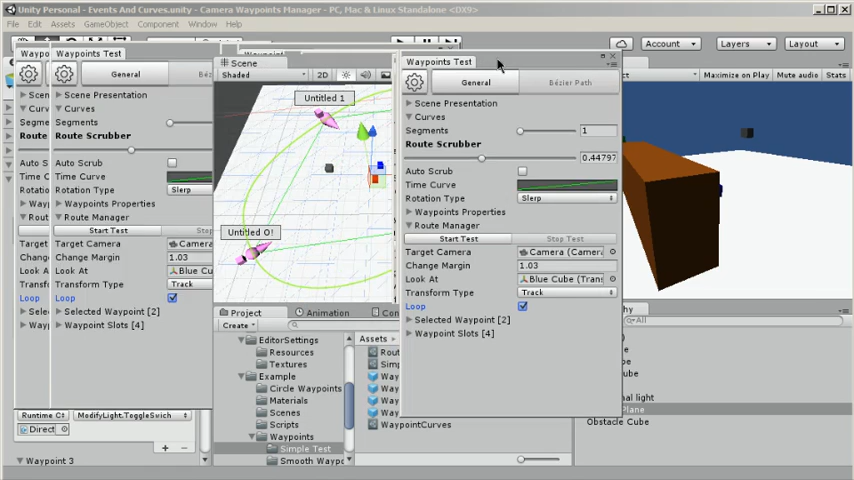 Unity Personal - Events And Curves.unity - Camera Waypoints Manager - PC, Mac & Linux Standalone <DX9>
File Edit Assets GameObject Component Window Help
Account Layers Layout
Maximize on Play Mute audio Stats
Waypoints Test
General
Scene
Curves
Segments
Route Scrubber
Auto Scrub
Time Curve
Rotation Type Slerp
Waypoints Properties
Route Manager
Start Test
Target Camera
Change Margin 1.03
Look At Blue Cube
Transform Type Track
Loop
Selected Waypoint [2]
Waypoint Slots [4]
Runtime ModifyLight.ToggleSwich
Direct
Waypoint 3
Scene
Shaded 2D
Untitled 1
Untitled 0!
Project Animation
Create
EditorSettings
Resources
Textures
Example
Circle Waypoints
Materials
Scenes
Scripts
Waypoints
Simple Test
Smooth Wayp
Assets
WaypointCurves
Waypoints Test
General Bézier Path
Scene Presentation
Curves
Segments 1
Route Scrubber
0.44797
Auto Scrub
Time Curve
Rotation Type Slerp
Waypoints Properties
Route Manager
Start Test Stop Test
Target Camera Camera (Camera
Change Margin 1.03
Look At Blue Cube (Trans
Transform Type Track
Loop
Selected Waypoint [2]
Waypoint Slots [4]
All
nal light
Plane
Obstacle Cube